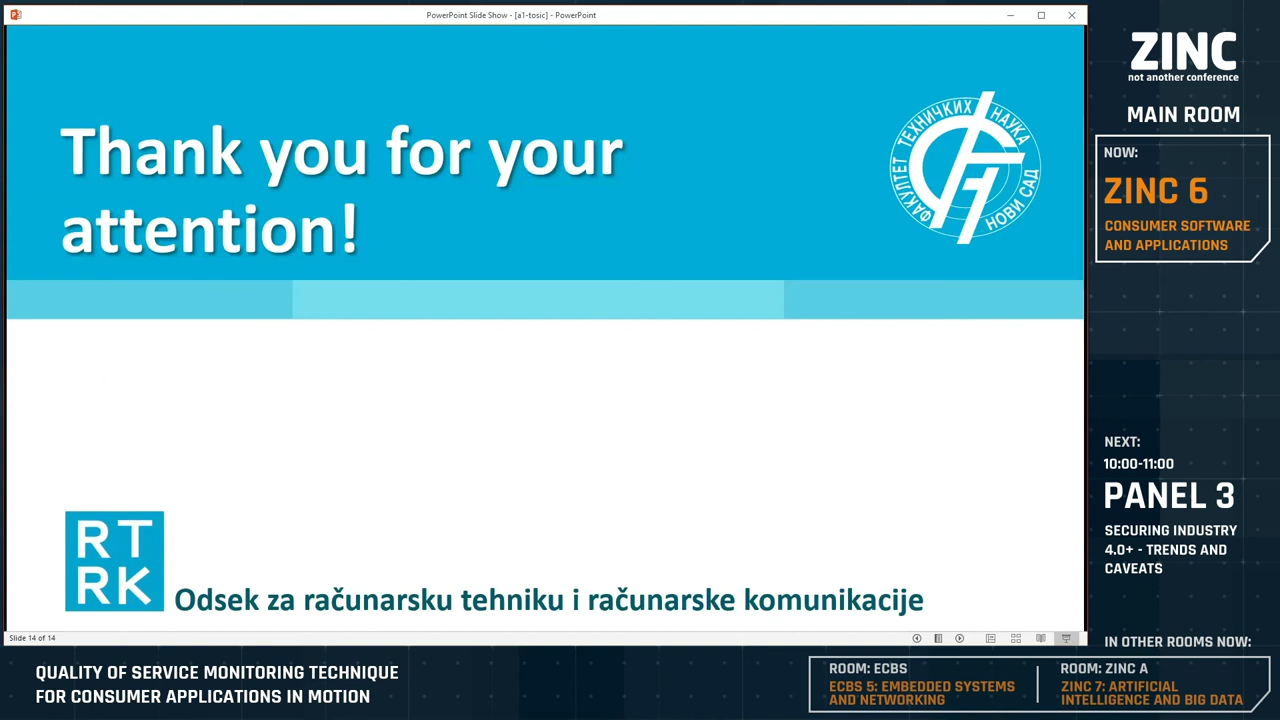 PowerPoint Slide Show - [a1-tosic] - PowerPoint
Thank you for your
attention!
ФАКУЛТЕТ ТЕХНИЧКИХ НАУКА
НОВИ САД
RT
RK
Odsek za računarsku tehniku i računarske komunikacije
Slide 14 of 14
ZINC
not another conference
MAIN ROOM
NOW:
ZINC 6
CONSUMER SOFTWARE
AND APPLICATIONS
NEXT:
10:00-11:00
PANEL 3
SECURING INDUSTRY
4.0+ - TRENDS AND
CAVEATS
IN OTHER ROOMS NOW:
QUALITY OF SERVICE MONITORING TECHNIQUE
FOR CONSUMER APPLICATIONS IN MOTION
ROOM: ECBS
ECBS 5: EMBEDDED SYSTEMS
AND NETWORKING
ROOM: ZINC A
ZINC 7: ARTIFICIAL
INTELLIGENCE AND BIG DATA